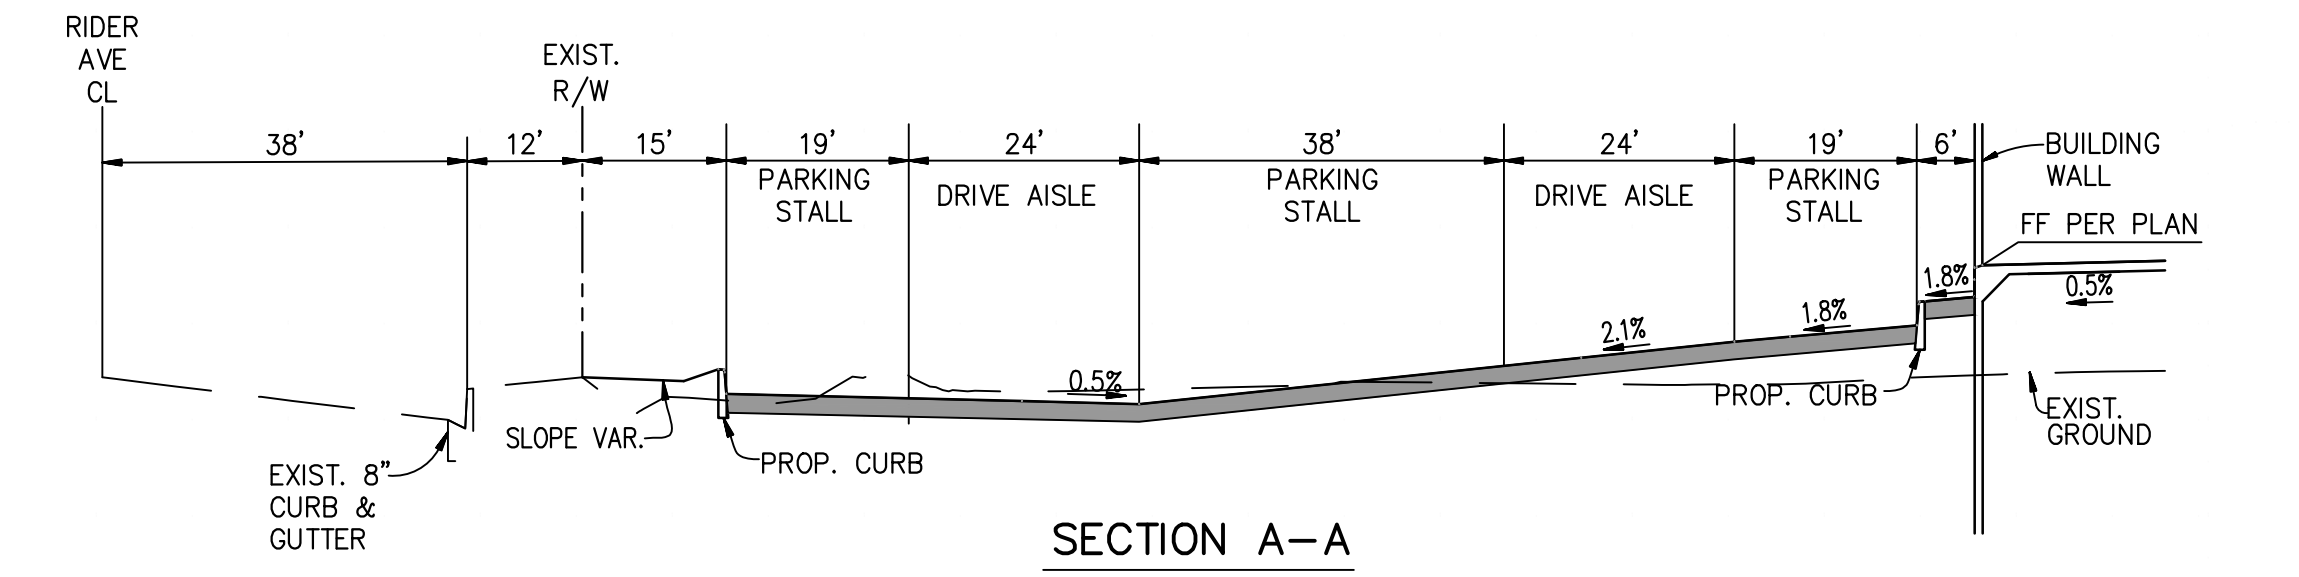 RIDER
AVE
CL
EXIST.
R/W
38'
12'
15'
19'
24'
38'
24'
19'
6'
PARKING
STALL
DRIVE AISLE
PARKING
STALL
DRIVE AISLE
PARKING
STALL
BUILDING
WALL
FF PER PLAN
1.8%
0.5%
1.8%
2.1%
0.5%
PROP. CURB
EXIST.
GROUND
SLOPE VAR.
PROP. CURB
EXIST. 8"
CURB &
GUTTER
SECTION A-A